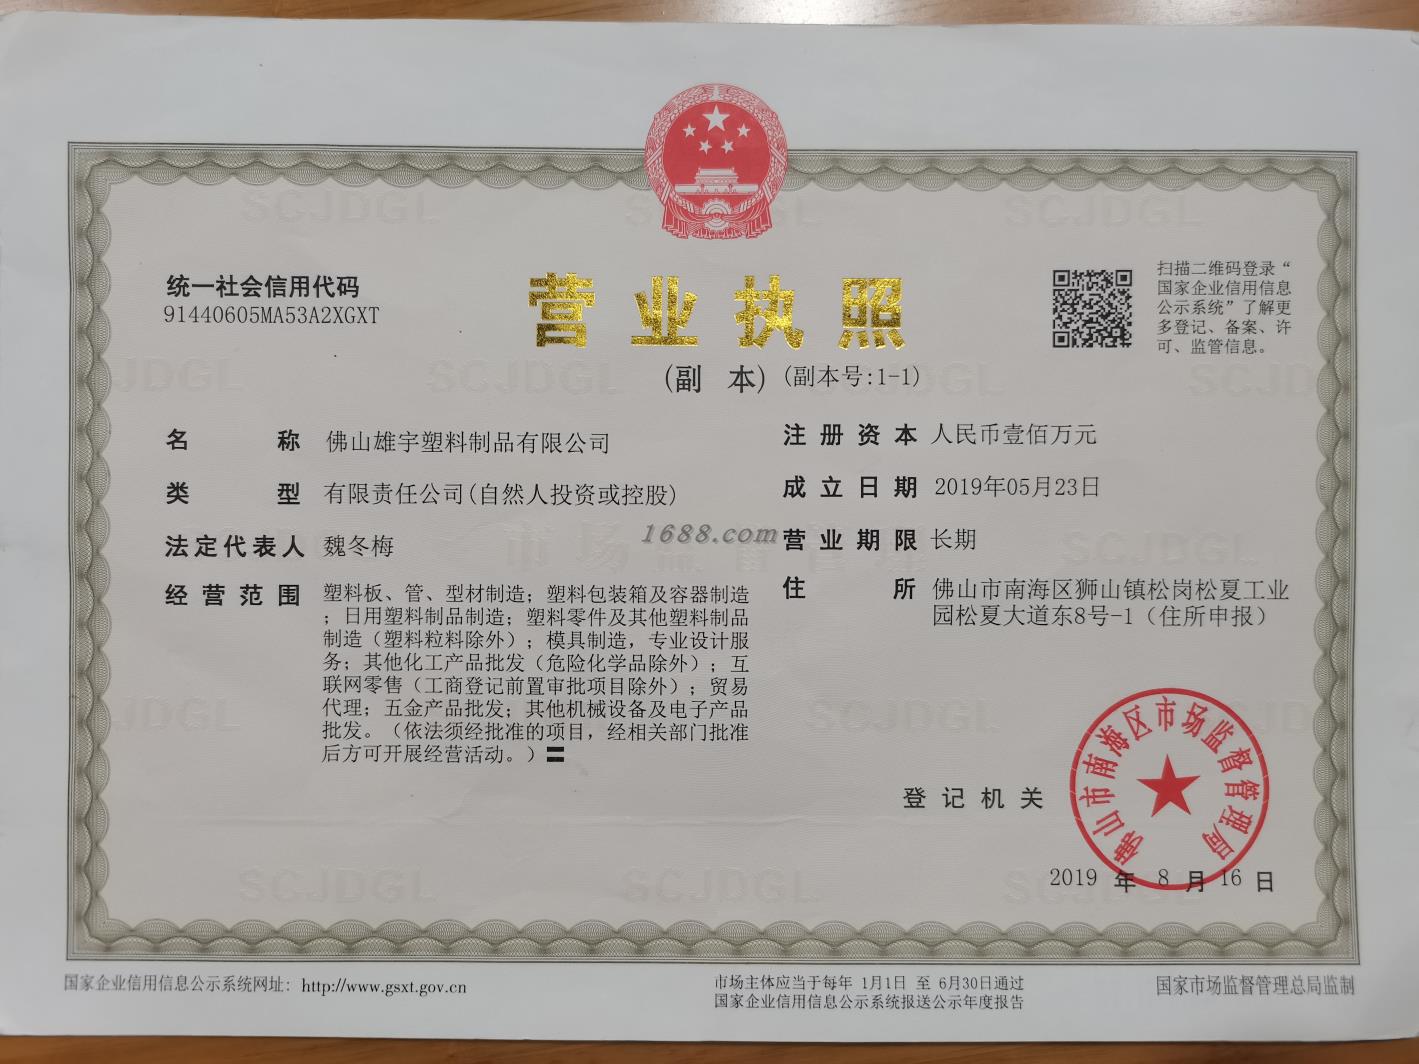 统一社会信用代码
91440605MA53A2XGXT
营业执照
(副 本) (副本号:1-1)
扫描二维码登录“
国家企业信用信息
公示系统”了解更
多登记、备案、许
可、监管信息。
名 称 佛山雄宇塑料制品有限公司
类 型 有限责任公司(自然人投资或控股)
法定代表人 魏冬梅
经营范围 塑料板、管、型材制造；塑料包装箱及容器制造
；日用塑料制品制造；塑料零件及其他塑料制品
制造（塑料粒料除外）；模具制造，专业设计服
务；其他化工产品批发（危险化学品除外）；互
联网零售（工商登记前置审批项目除外）；贸易
代理；五金产品批发；其他机械设备及电子产品
批发。（依法须经批准的项目，经相关部门批准
后方可开展经营活动。）〓
注册资本 人民币壹佰万元
成立日期 2019年05月23日
营业期限 长期
住 所 佛山市南海区狮山镇松岗松夏工业
园松夏大道东8号-1（住所申报）
1688.com
市场监督管理
SCJDGL SCJDGL SCJDGL
JDGL SCJDGL SCJDGL SCJD
SCJDGL
JDGL SCJDGL SCJD
SCJDGL SCJDGL SCJDGL
登记机关
佛山市南海区市场监督管理局
2019 年 8 月 16 日
国家企业信用信息公示系统网址: http://www.gsxt.gov.cn
市场主体应当于每年 1月1日 至 6月30日通过
国家企业信用信息公示系统报送公示年度报告
国家市场监督管理总局监制